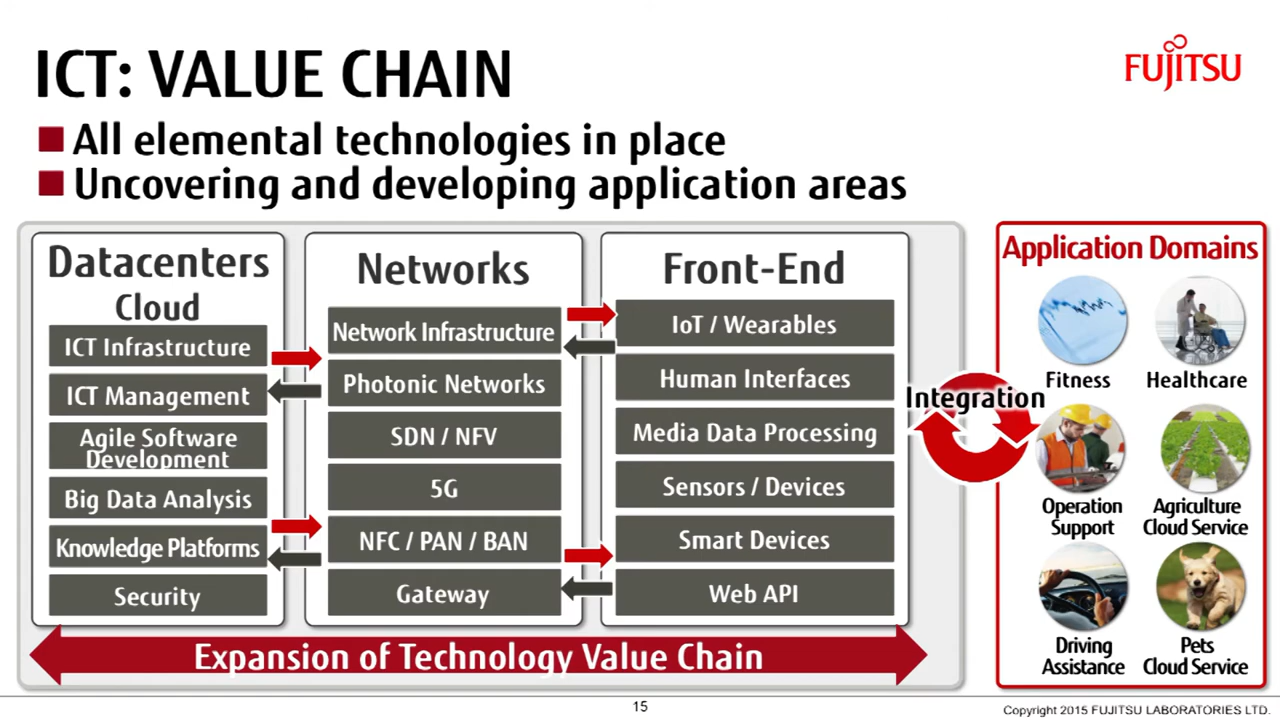 ICT: VALUE CHAIN
FUJITSU
All elemental technologies in place
Uncovering and developing application areas
Datacenters
Cloud
ICT Infrastructure
ICT Management
Agile Software
Development
Big Data Analysis
Knowledge Platforms
Security
Networks
Network Infrastructure
Photonic Networks
SDN / NFV
5G
NFC / PAN / BAN
Gateway
Front-End
IoT / Wearables
Human Interfaces
Media Data Processing
Sensors / Devices
Smart Devices
Web API
Expansion of Technology Value Chain
Integration
Application Domains
Fitness
Healthcare
Operation
Support
Agriculture
Cloud Service
Driving
Assistance
Pets
Cloud Service
15
Copyright 2015 FUJITSU LABORATORIES LTD.